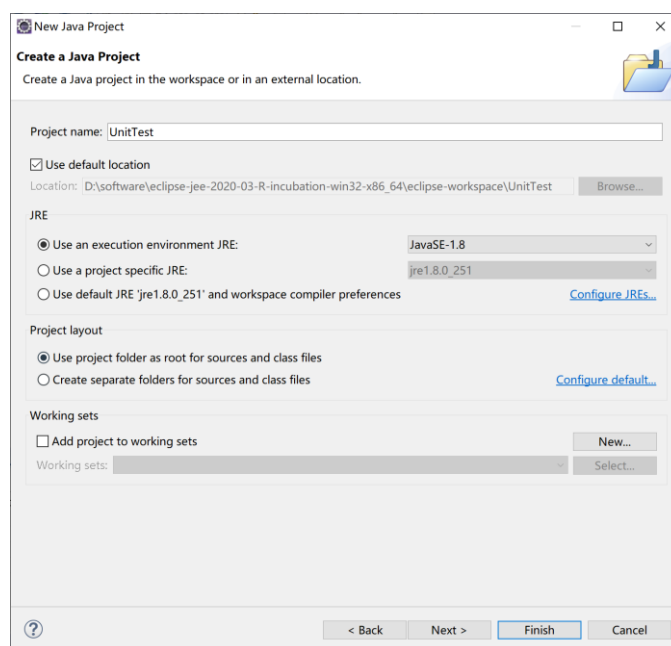 New Java Project
Create a Java Project
Create a Java project in the workspace or in an external location.
Project name: UnitTest
Use default location
Location: D:\software\eclipse-jee-2020-03-R-incubation-win32-x86_64\eclipse-workspace\UnitTest Browse...
JRE
Use an execution environment JRE: JavaSE-1.8
Use a project specific JRE: jre1.8.0_251
Use default JRE 'jre1.8.0_251' and workspace compiler preferences Configure JREs...
Project layout
Use project folder as root for sources and class files
Create separate folders for sources and class files Configure default...
Working sets
Add project to working sets New...
Working sets: Select...
? < Back Next > Finish Cancel